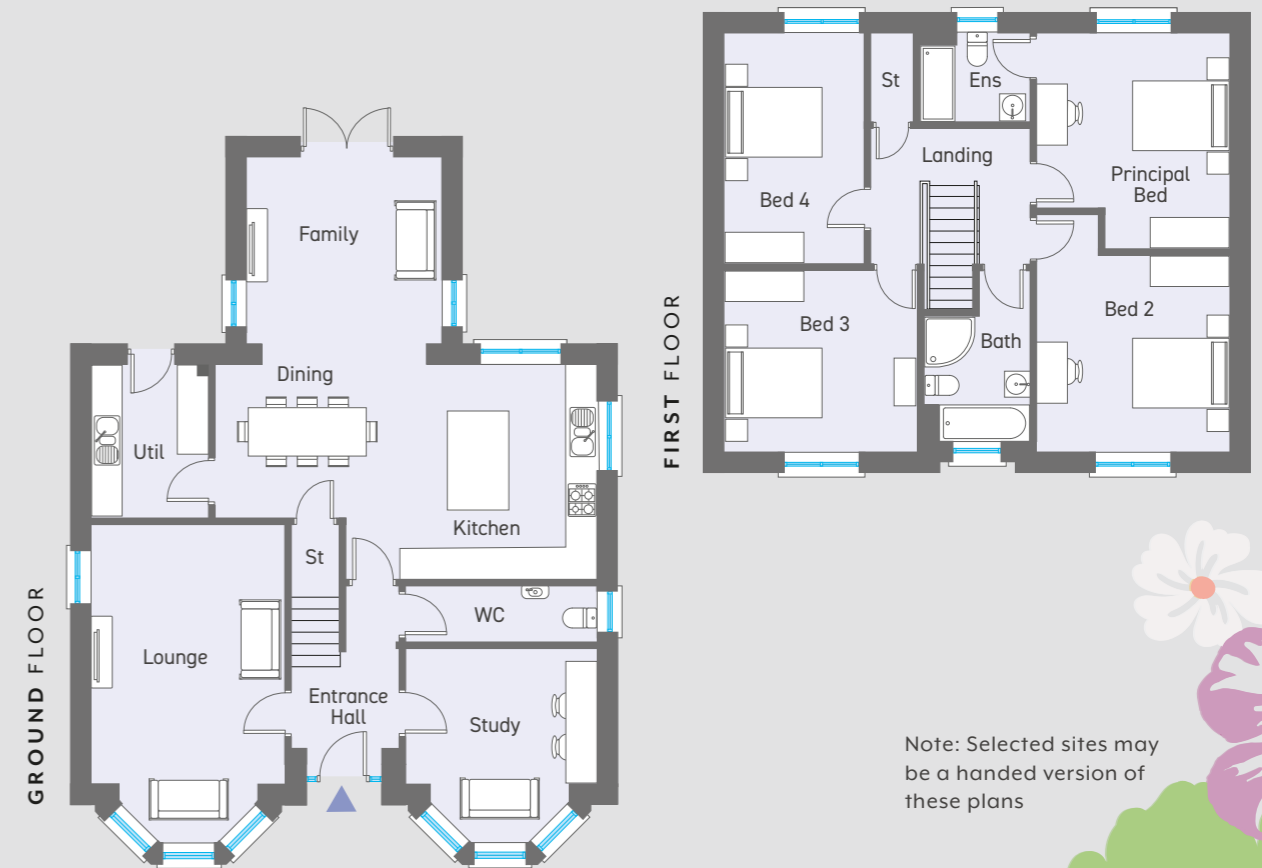 GROUND FLOOR
Family
Dining
Util
Kitchen
St
WC
Lounge
Entrance
Hall
Study
FIRST FLOOR
St
Ens
Landing
Principal
Bed
Bed 4
Bed 3
Bath
Bed 2
Note: Selected sites may
be a handed version of
these plans